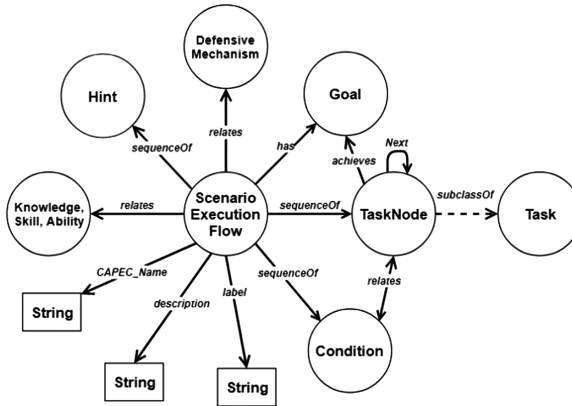 Defensive
Mechanism
Hint
Goal
relates
sequenceOf
has
achieves
Next
Knowledge,
Skill, Ability
relates
Scenario
Execution
Flow
sequenceOf
TaskNode
subclassOf
Task
CAPEC_Name
description
label
sequenceOf
relates
String
String
String
Condition